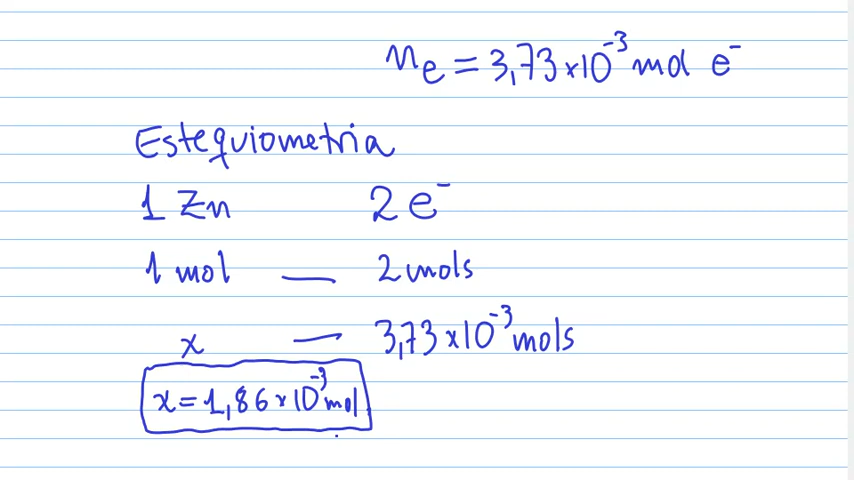 n e = 3,73 × 10⁻³ mol e⁻
Estequiometria
1 Zn 2 e⁻
1 mol — 2 mols
x — 3,73 × 10⁻³ mols
x = 1,86 × 10⁻³ mol